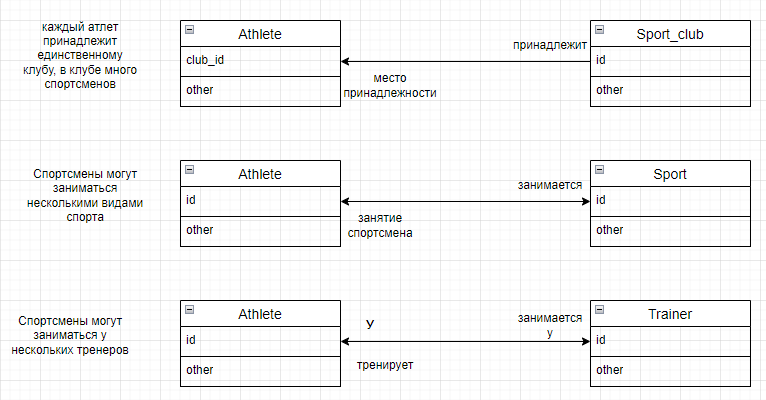 каждый атлет
принадлежит
единственному
клубу, в клубе много
спортсменов
Athlete
club_id
other
принадлежит
место
принадлежности
Sport_club
id
other
Спортсмены могут
заниматься
несколькими видами
спорта
Athlete
id
other
занимается
занятие
спортсмена
Sport
id
other
Спортсмены могут
заниматься у
нескольких тренеров
Athlete
id
other
У
тренирует
занимается
у
Trainer
id
other